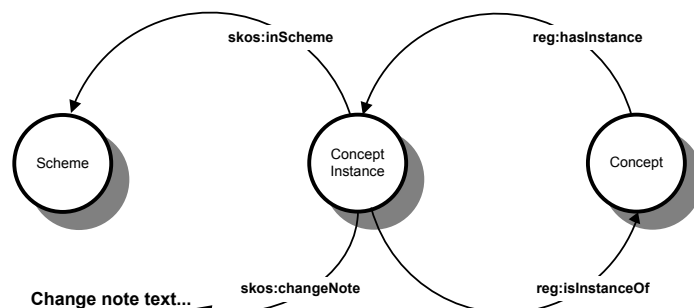 skos:inScheme
reg:hasInstance
Scheme
Concept
Instance
Concept
skos:changeNote
reg:isInstanceOf
Change note text...